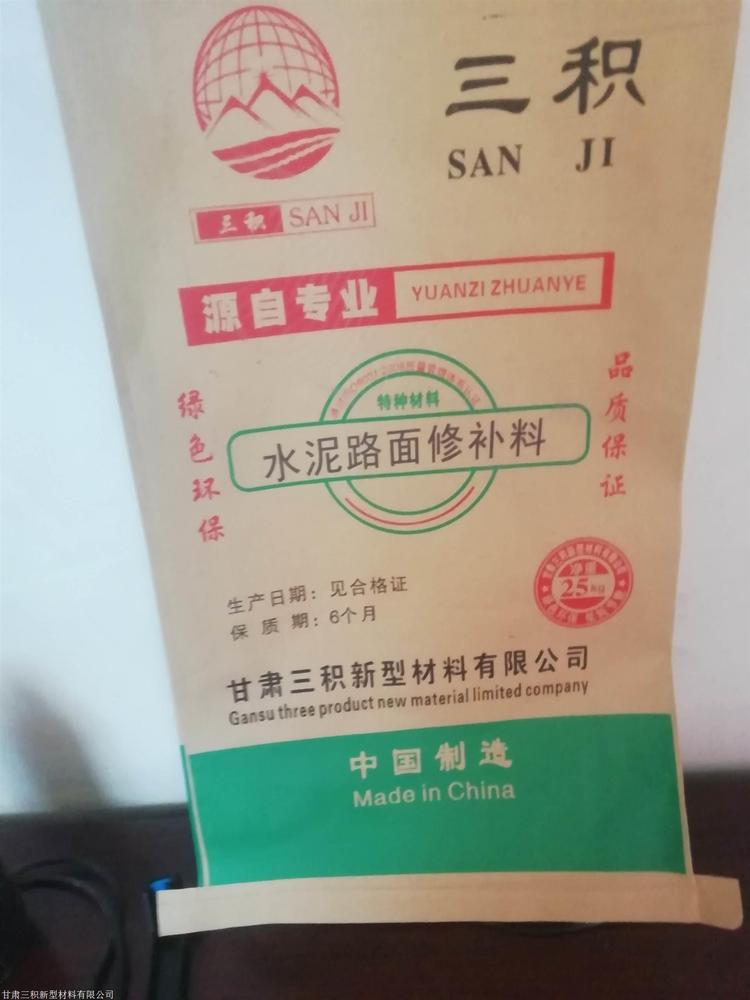 三积
SAN JI
三积 SAN JI
源自专业 YUANZI ZHUANYE
绿色环保
品质保证
特种材料
水泥路面修补料
净重
25kg
生产日期：见合格证
保质期：6个月
甘肃三积新型材料有限公司
Gansu three product new material limited company
中国制造
Made in China
甘肃三积新型材料有限公司